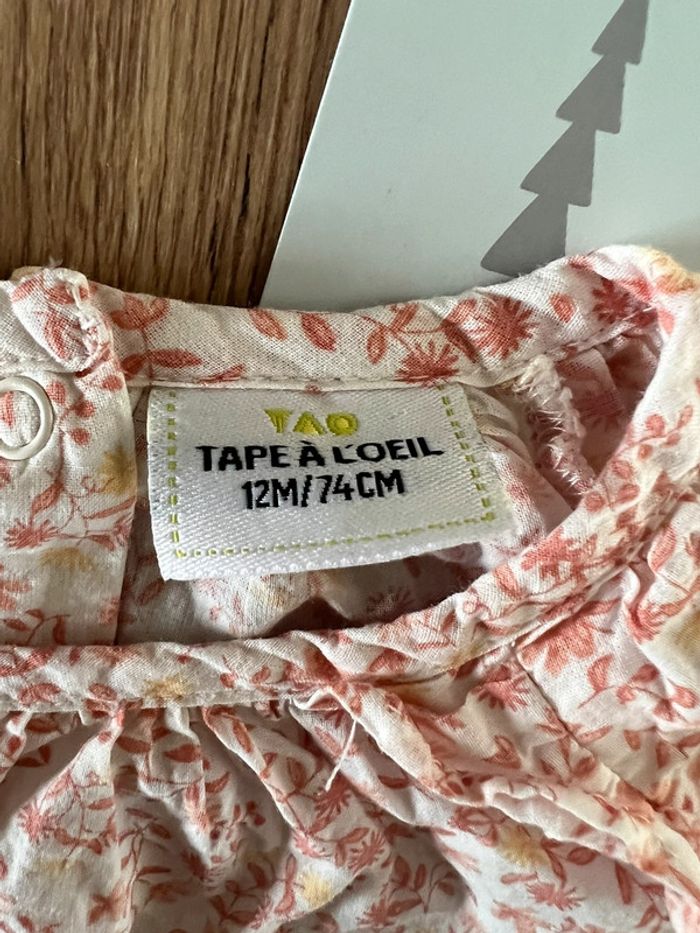 TAO
TAPE À L'OEIL
12M/74CM